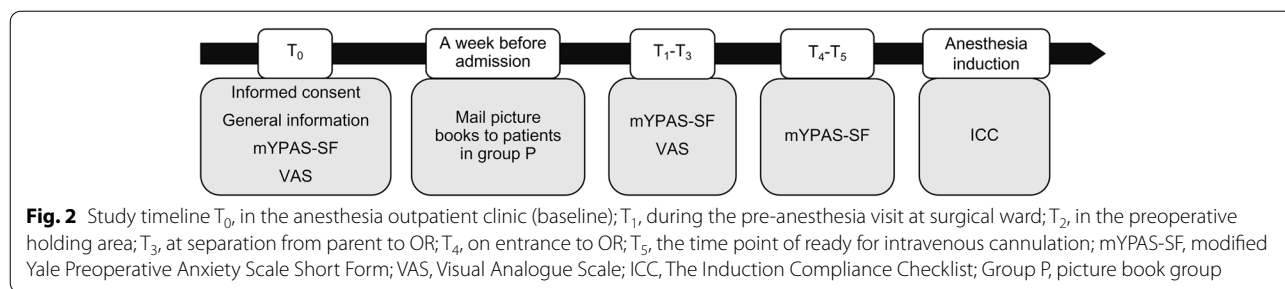 T₀
A week before
admission
T₁-T₃
T₄-T₅
Anesthesia
induction
Informed consent
General information
mYPAS-SF
VAS
Mail picture
books to patients
in group P
mYPAS-SF
VAS
mYPAS-SF
ICC
Fig. 2 Study timeline T₀, in the anesthesia outpatient clinic (baseline); T₁, during the pre-anesthesia visit at surgical ward; T₂, in the preoperative
holding area; T₃, at separation from parent to OR; T₄, on entrance to OR; T₅, the time point of ready for intravenous cannulation; mYPAS-SF, modified
Yale Preoperative Anxiety Scale Short Form; VAS, Visual Analogue Scale; ICC, The Induction Compliance Checklist; Group P, picture book group